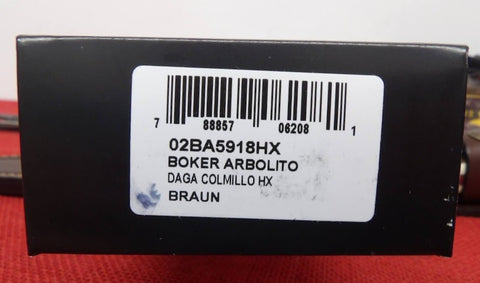 7 88857 06208 1
02BA5918HX
BOKER ARBOLITO
DAGA COLMILLO HX
BRAUN